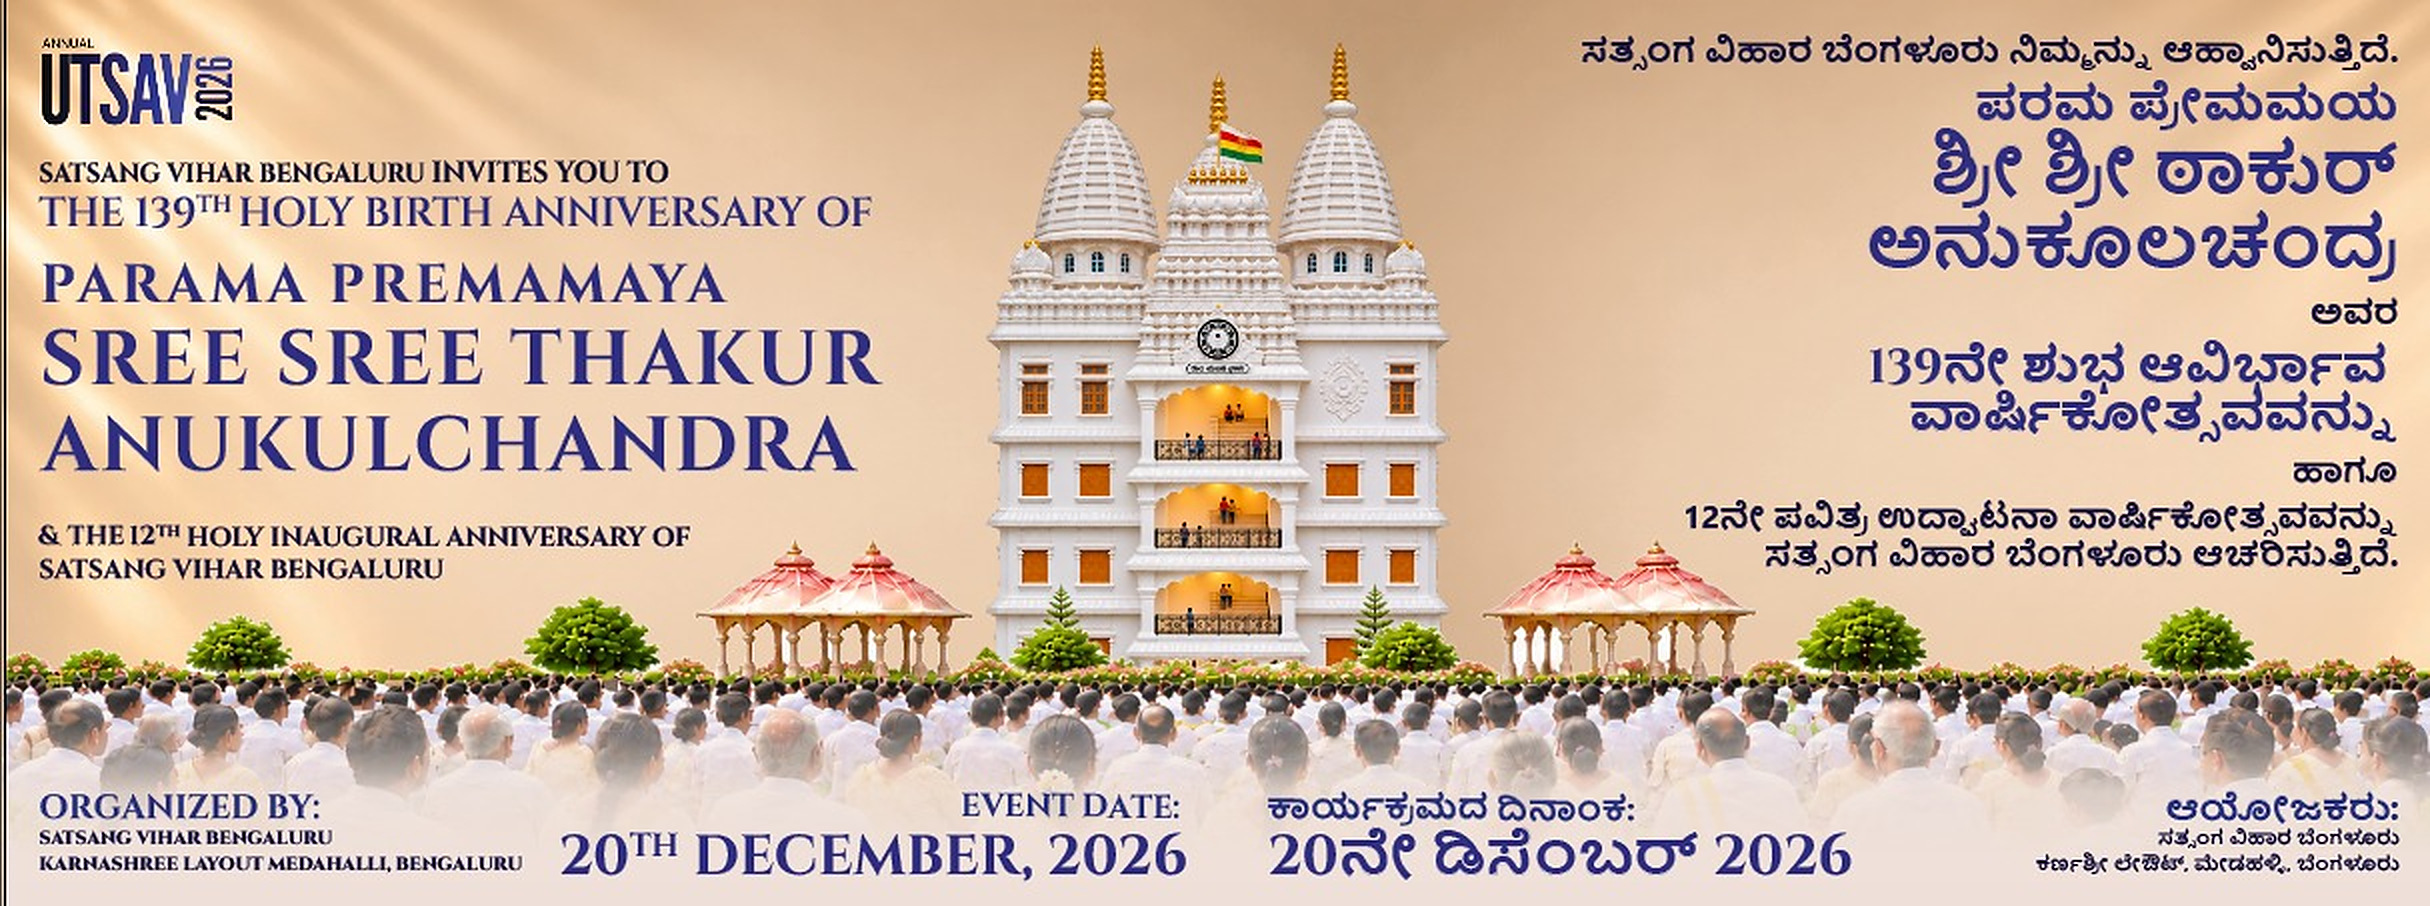 ANNUAL
UTSAV 2026
SATSANG VIHAR BENGALURU INVITES YOU TO
THE 139TH HOLY BIRTH ANNIVERSARY OF
PARAMA PREMAMAYA
SREE SREE THAKUR
ANUKULCHANDRA
& THE 12TH HOLY INAUGURAL ANNIVERSARY OF
SATSANG VIHAR BENGALURU
ಸತ್ಸಂಗ ವಿಹಾರ ಬೆಂಗಳೂರು ನಿಮ್ಮನ್ನು ಆಹ್ವಾನಿಸುತ್ತಿದೆ.
ಪರಮ ಪ್ರೇಮಮಯ
ಶ್ರೀ ಶ್ರೀ ಠಾಕುರ್
ಅನುಕೂಲಚಂದ್ರ
ಅವರ
139ನೇ ಶುಭ ಆವಿರ್ಭಾವ
ವಾರ್ಷಿಕೋತ್ಸವವನ್ನು
ಹಾಗೂ
12ನೇ ಪವಿತ್ರ ಉದ್ಘಾಟನಾ ವಾರ್ಷಿಕೋತ್ಸವವನ್ನು
ಸತ್ಸಂಗ ವಿಹಾರ ಬೆಂಗಳೂರು ಆಚರಿಸುತ್ತಿದೆ.
ORGANIZED BY:
SATSANG VIHAR BENGALURU
KARNASHREE LAYOUT MEDAHALLI, BENGALURU
EVENT DATE:
20TH DECEMBER, 2026
ಕಾರ್ಯಕ್ರಮದ ದಿನಾಂಕ:
20ನೇ ಡಿಸೆಂಬರ್ 2026
ಆಯೋಜಕರು:
ಸತ್ಸಂಗ ವಿಹಾರ ಬೆಂಗಳೂರು
ಕರ್ಣಶ್ರೀ ಲೇಔಟ್, ಮೇಡಹಳ್ಳಿ, ಬೆಂಗಳೂರು